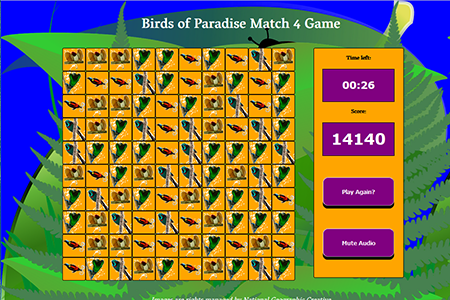 Birds of Paradise Match 4 Game
Time left:
00:26
Score:
14140
Play Again?
Mute Audio
Images are rights managed by National Geographic Creative